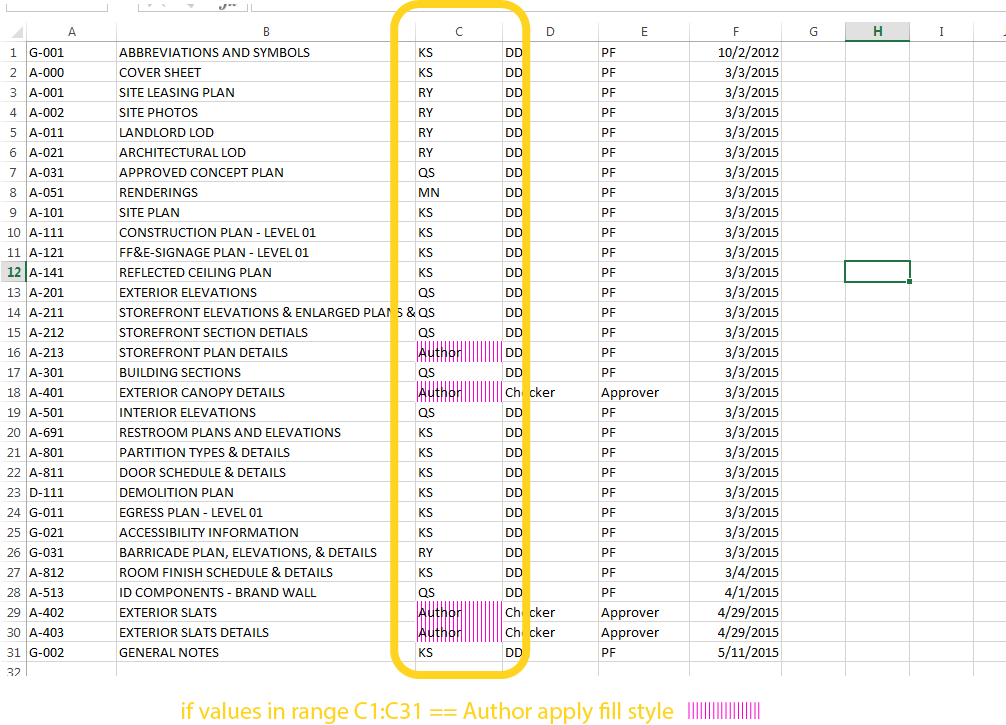 A B C D E F G H I
1 G-001 ABBREVIATIONS AND SYMBOLS KS DD PF 10/2/2012
2 A-000 COVER SHEET KS DD PF 3/3/2015
3 A-001 SITE LEASING PLAN RY DD PF 3/3/2015
4 A-002 SITE PHOTOS RY DD PF 3/3/2015
5 A-011 LANDLORD LOD RY DD PF 3/3/2015
6 A-021 ARCHITECTURAL LOD RY DD PF 3/3/2015
7 A-031 APPROVED CONCEPT PLAN QS DD PF 3/3/2015
8 A-051 RENDERINGS MN DD PF 3/3/2015
9 A-101 SITE PLAN KS DD PF 3/3/2015
10 A-111 CONSTRUCTION PLAN - LEVEL 01 KS DD PF 3/3/2015
11 A-121 FF&E-SIGNAGE PLAN - LEVEL 01 KS DD PF 3/3/2015
12 A-141 REFLECTED CEILING PLAN KS DD PF 3/3/2015
13 A-201 EXTERIOR ELEVATIONS QS DD PF 3/3/2015
14 A-211 STOREFRONT ELEVATIONS & ENLARGED PLANS & QS DD PF 3/3/2015
15 A-212 STOREFRONT SECTION DETIALS QS DD PF 3/3/2015
16 A-213 STOREFRONT PLAN DETAILS Author DD PF 3/3/2015
17 A-301 BUILDING SECTIONS QS DD PF 3/3/2015
18 A-401 EXTERIOR CANOPY DETAILS Author Checker Approver 3/3/2015
19 A-501 INTERIOR ELEVATIONS QS DD PF 3/3/2015
20 A-691 RESTROOM PLANS AND ELEVATIONS KS DD PF 3/3/2015
21 A-801 PARTITION TYPES & DETAILS KS DD PF 3/3/2015
22 A-811 DOOR SCHEDULE & DETAILS KS DD PF 3/3/2015
23 D-111 DEMOLITION PLAN KS DD PF 3/3/2015
24 G-011 EGRESS PLAN - LEVEL 01 KS DD PF 3/3/2015
25 G-021 ACCESSIBILITY INFORMATION KS DD PF 3/3/2015
26 G-031 BARRICADE PLAN, ELEVATIONS, & DETAILS RY DD PF 3/3/2015
27 A-812 ROOM FINISH SCHEDULE & DETAILS KS DD PF 3/4/2015
28 A-513 ID COMPONENTS - BRAND WALL QS DD PF 4/1/2015
29 A-402 EXTERIOR SLATS Author Checker Approver 4/29/2015
30 A-403 EXTERIOR SLATS DETAILS Author Checker Approver 4/29/2015
31 G-002 GENERAL NOTES KS DD PF 5/11/2015
32
if values in range C1:C31 == Author apply fill style